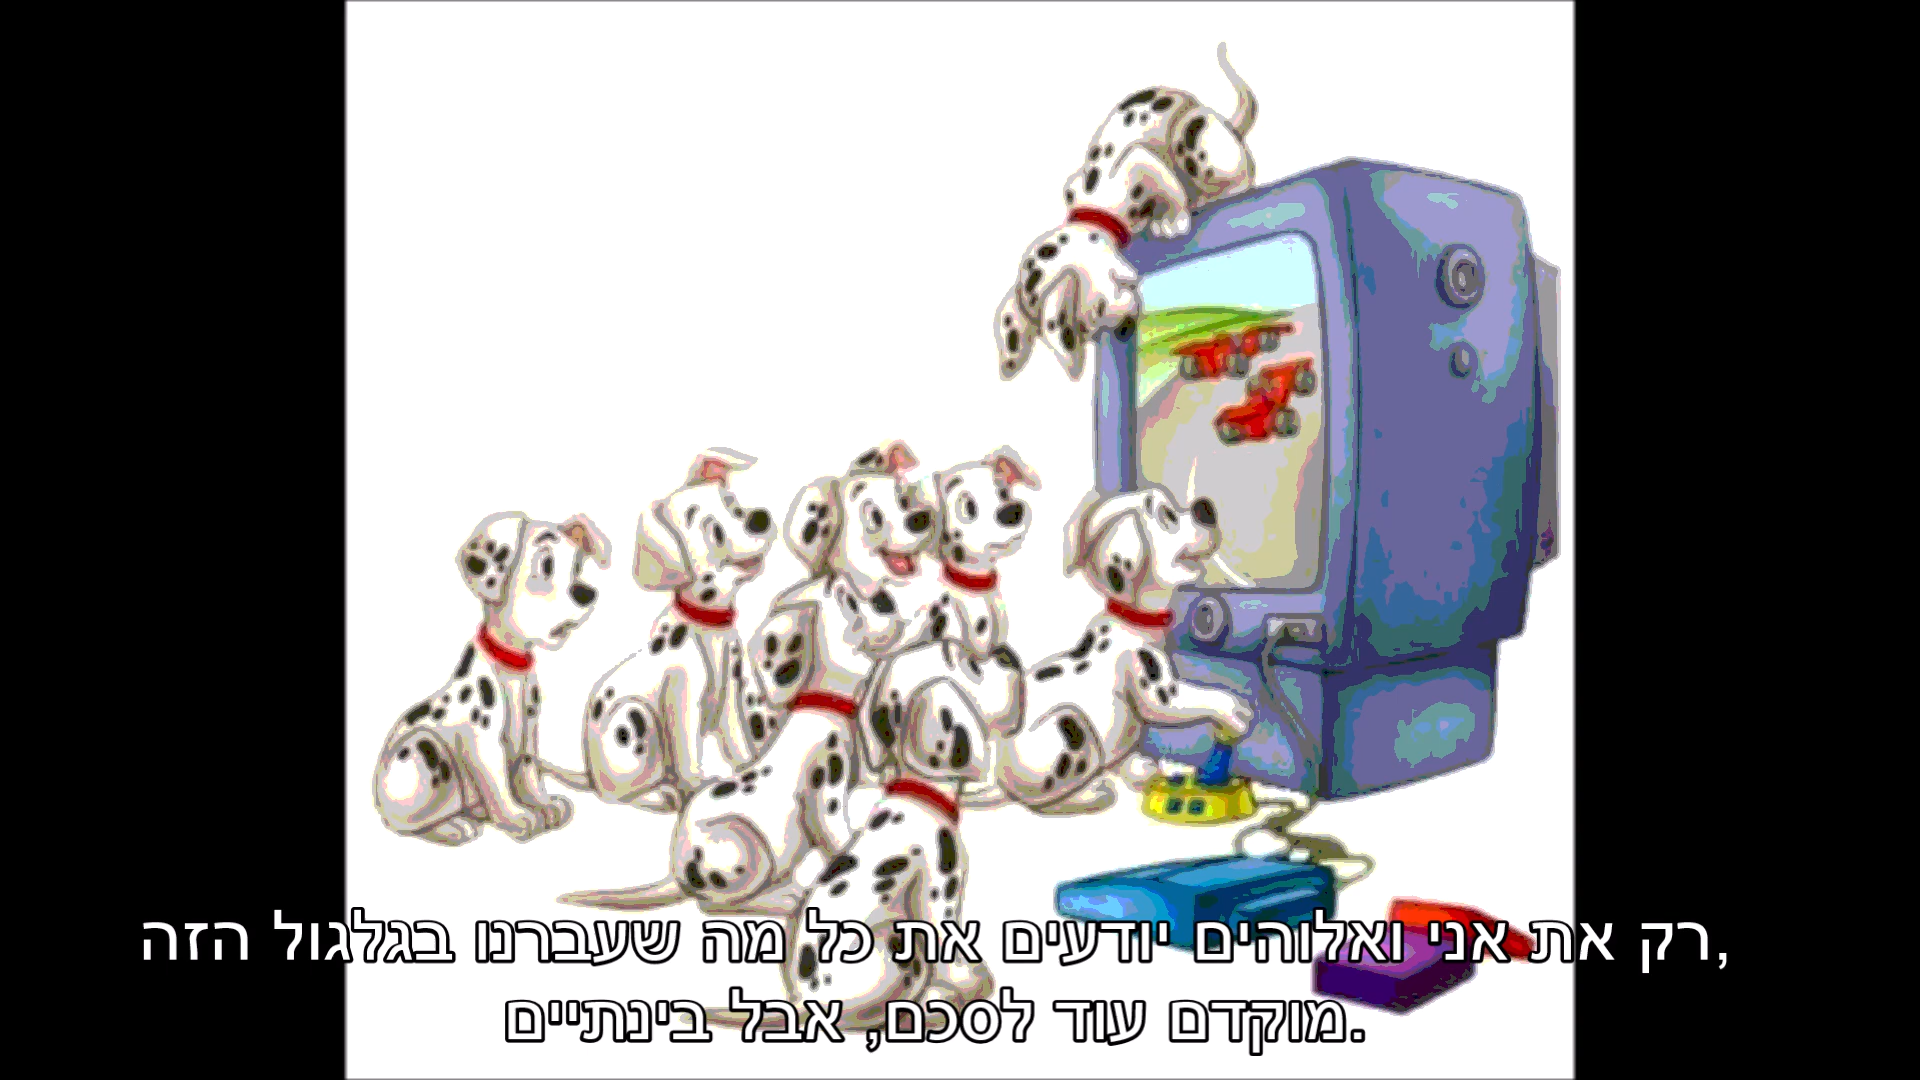 רק את אני ואלוהים יודעים את כל מה שעברנו בגלגול הזה,
מוקדם עוד לסכם, אבל בינתיים.